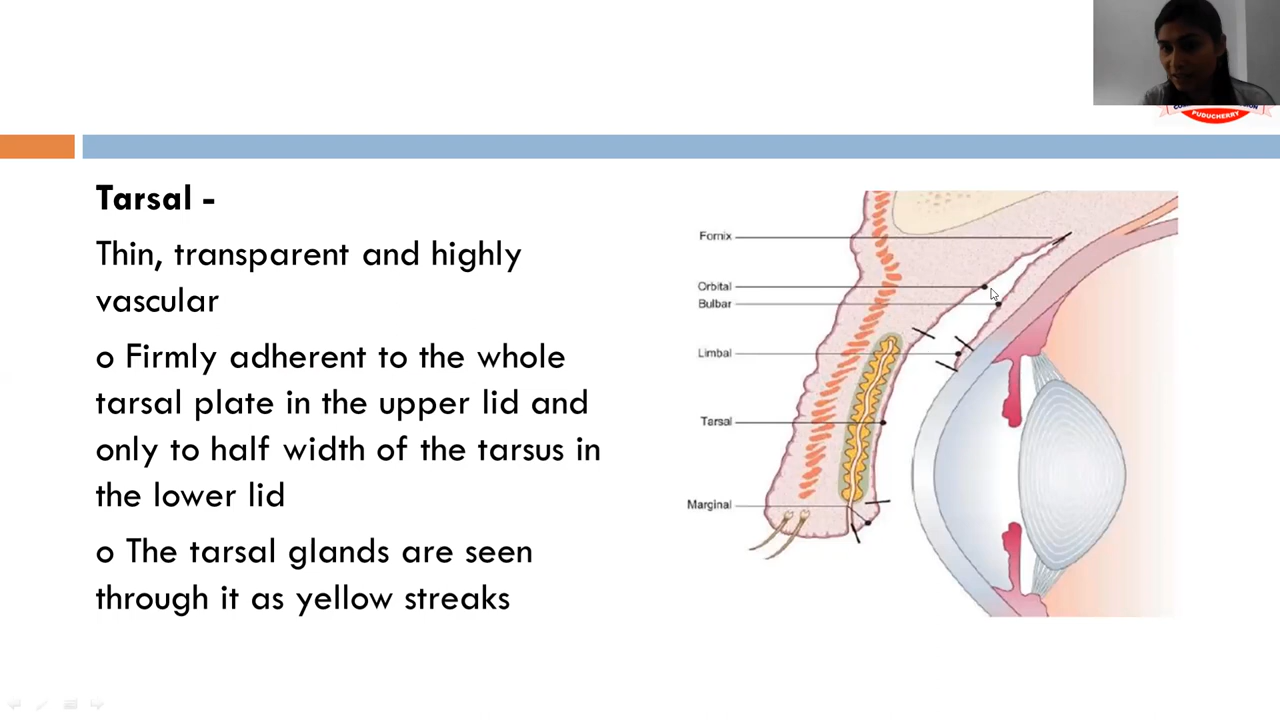 PUDUCHERRY
Tarsal -
Thin, transparent and highly
vascular
o Firmly adherent to the whole
tarsal plate in the upper lid and
only to half width of the tarsus in
the lower lid
o The tarsal glands are seen
through it as yellow streaks
Fornix
Orbital
Bulbar
Limbal
Tarsal
Marginal